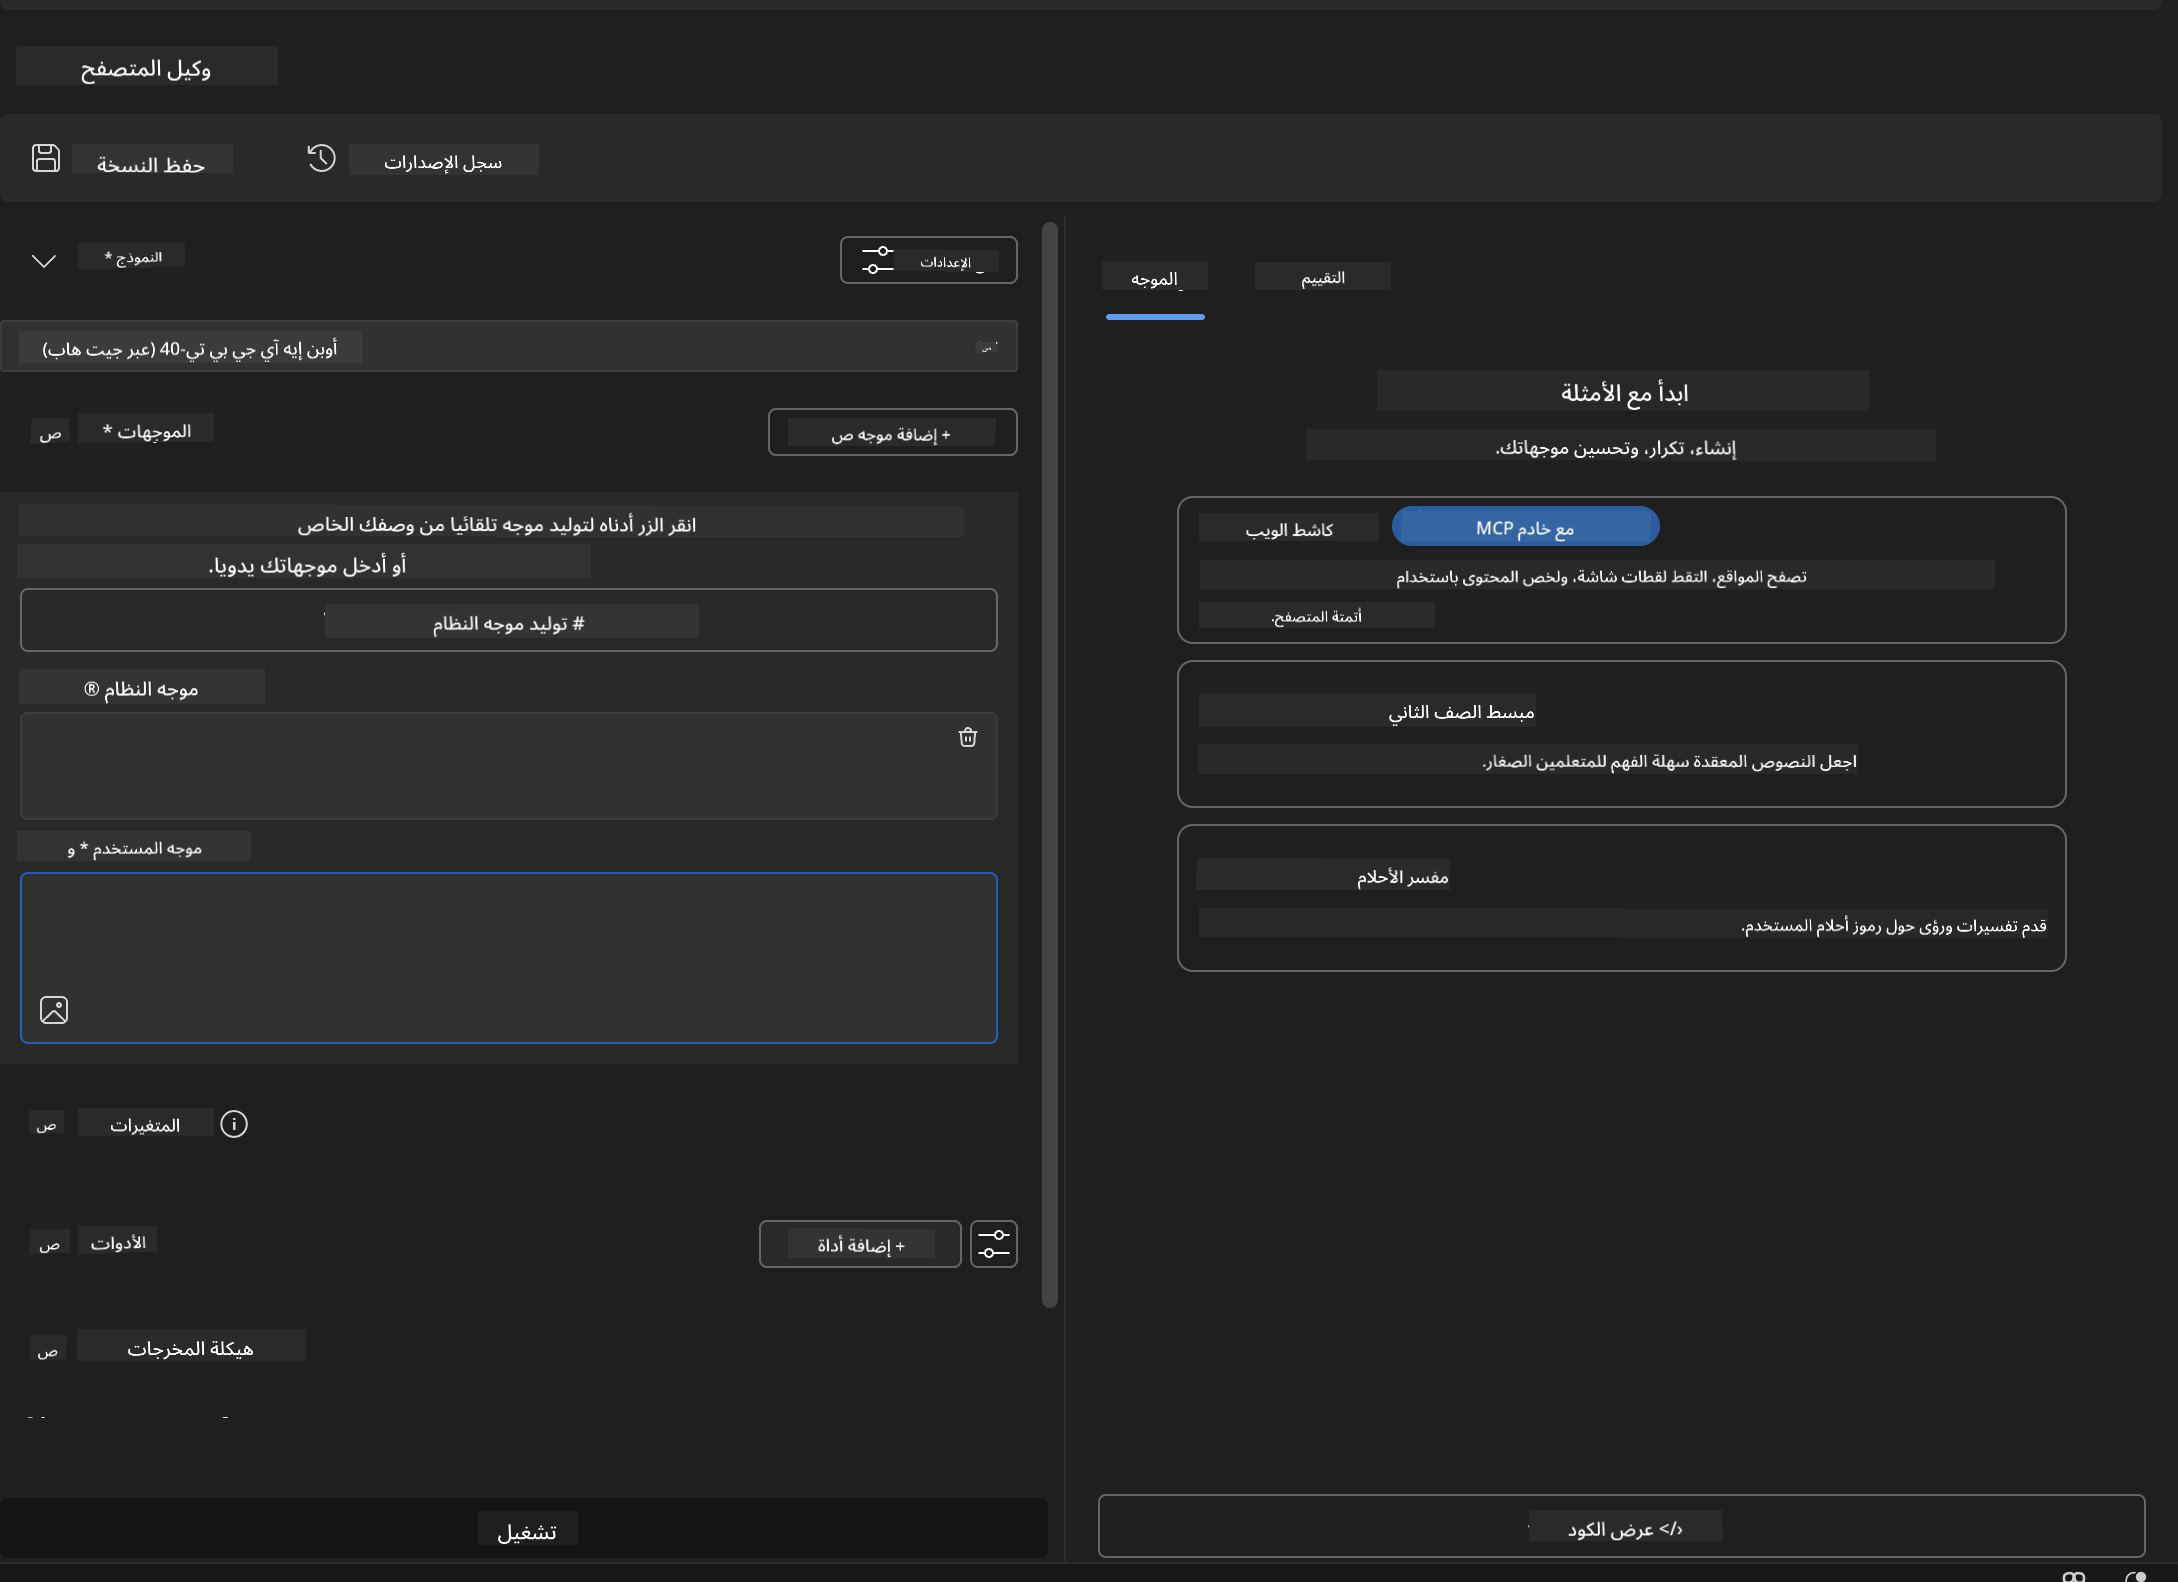 وكيل المتصفح
حفظ النسخة
سجل الإصدارات
النموذج *
الإعدادات
أوبن إيه آي جي بي تي-40 (عبر جيت هاب)
ص
الموجهات *
+ إضافة موجه ص
انقر الزر أدناه لتوليد موجه تلقائيا من وصفك الخاص
أو أدخل موجهاتك يدويا.
# توليد موجه النظام
موجه النظام ®
موجه المستخدم * و
ص
المتغيرات
ص
الأدوات
+ إضافة أداة
ص
هيكلة المخرجات
تشغيل
الموجه
التقييم
ابدأ مع الأمثلة
إنشاء، تكرار، وتحسين موجهاتك.
كاشط الويب
مع خادم MCP
تصفح المواقع، التقط لقطات شاشة، ولخص المحتوى باستخدام
أتمتة المتصفح.
مبسط الصف الثاني
اجعل النصوص المعقدة سهلة الفهم للمتعلمين الصغار.
مفسر الأحلام
قدم تفسيرات ورؤى حول رموز أحلام المستخدم.
</> عرض الكود